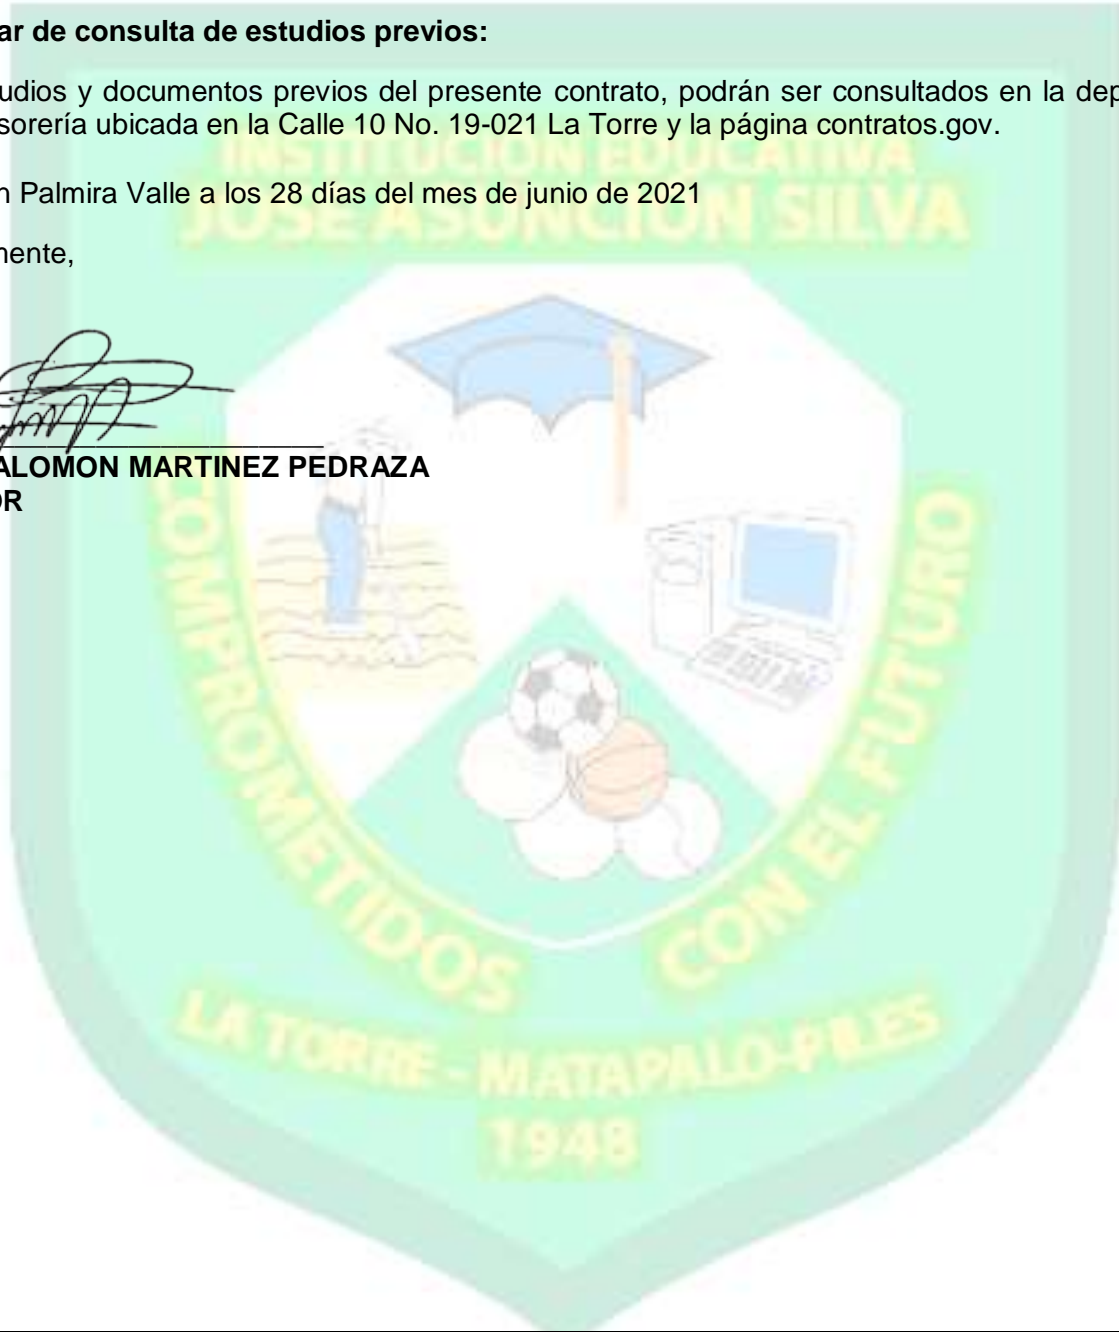 ar de consulta de estudios previos:
udios y documentos previos del presente contrato, podrán ser consultados en la dep
sorería ubicada en la Calle 10 No. 19-021 La Torre y la página contratos.gov.
n Palmira Valle a los 28 días del mes de junio de 2021
nente,
ALOMON MARTINEZ PEDRAZA
OR
INSTITUCION EDUCATIVA
JOSE ASUNCION SILVA
COMPROMETIDOS CON EL FUTURO
LA TORRE - MATAPALO-PILES
1948